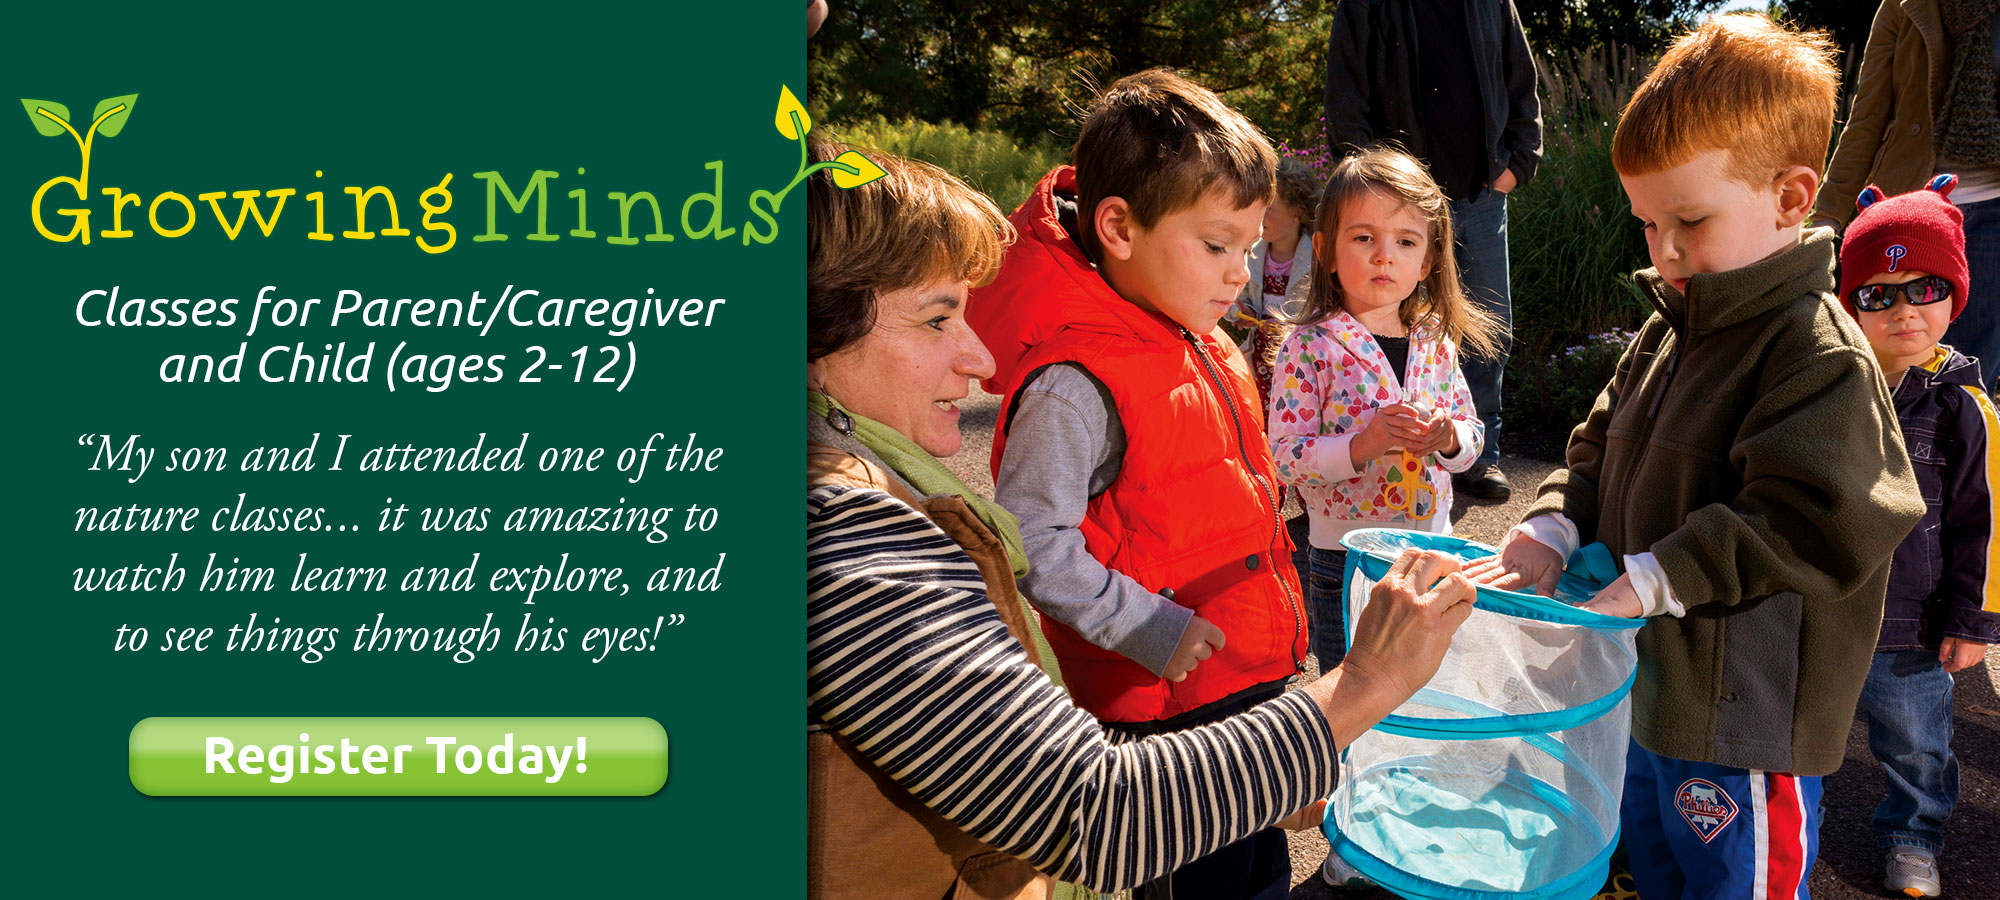 Growing Minds
Classes for Parent/Caregiver
and Child (ages 2-12)
“My son and I attended one of the
nature classes... it was amazing to
watch him learn and explore, and
to see things through his eyes!”
Register Today!
P
Phillies